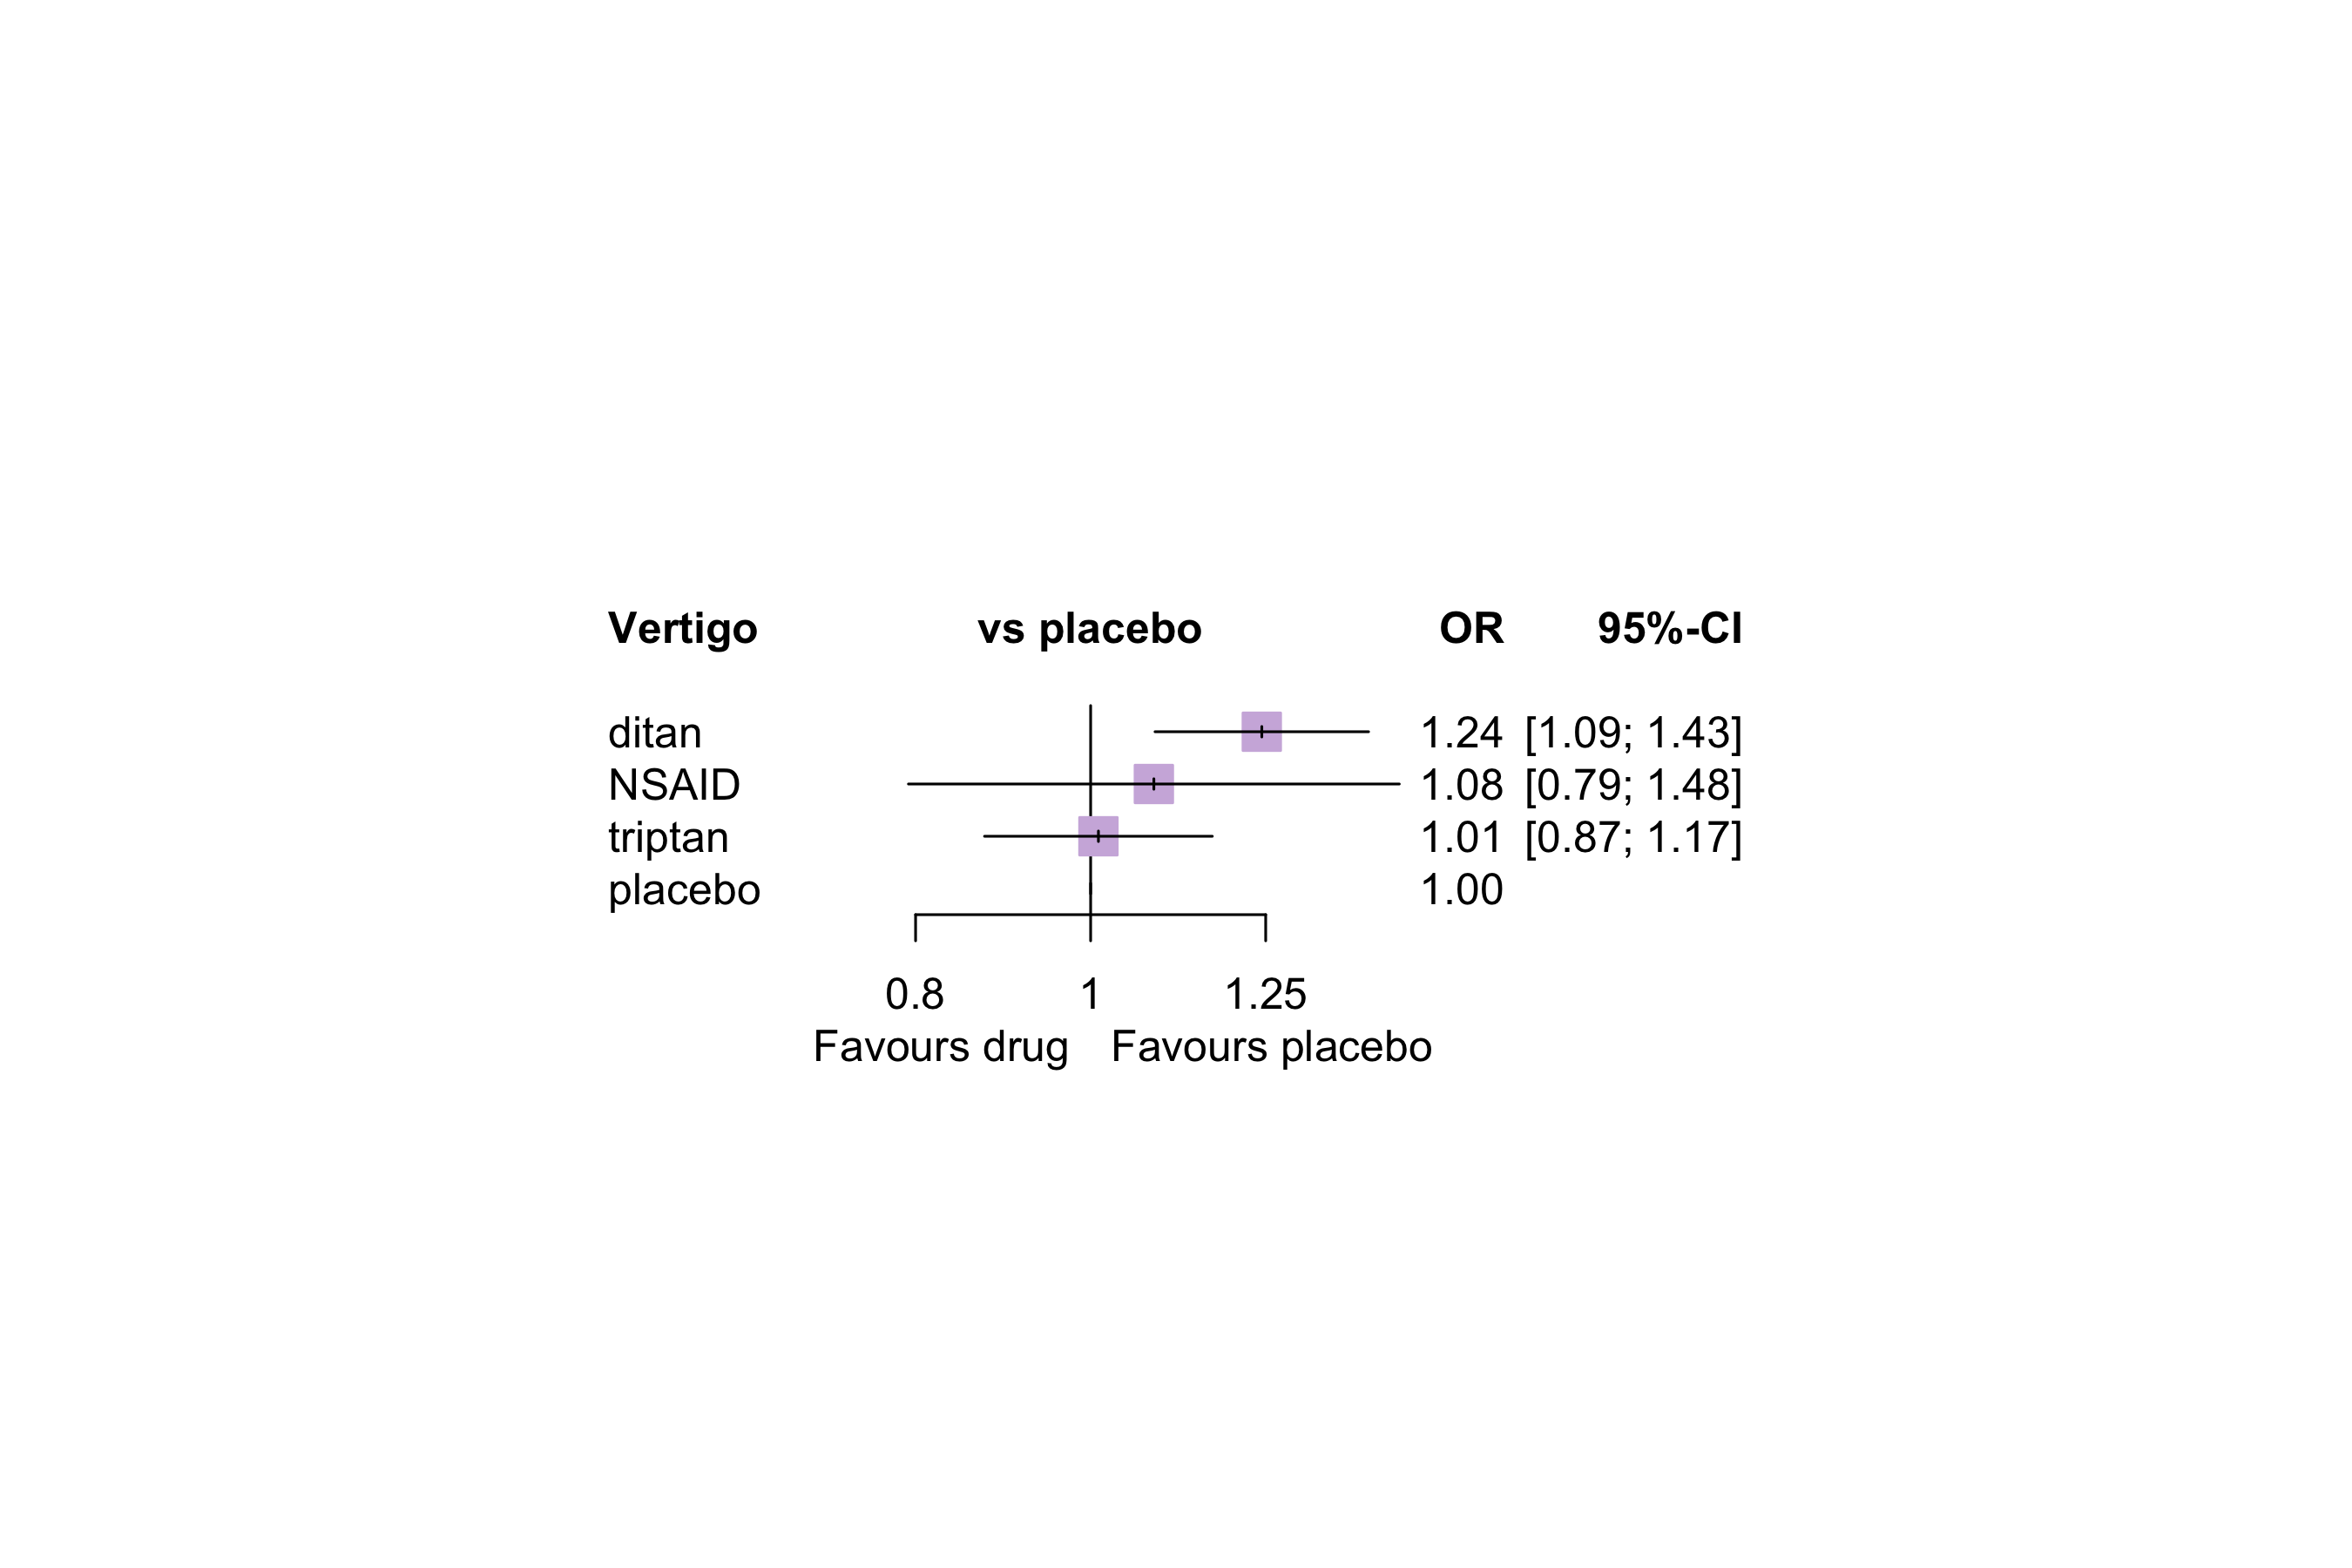 Vertigo vs placebo OR 95%-CI
ditan 1.24 [1.09; 1.43]
NSAID 1.08 [0.79; 1.48]
triptan 1.01 [0.87; 1.17]
placebo 1.00
0.8 1 1.25
Favours drug Favours placebo